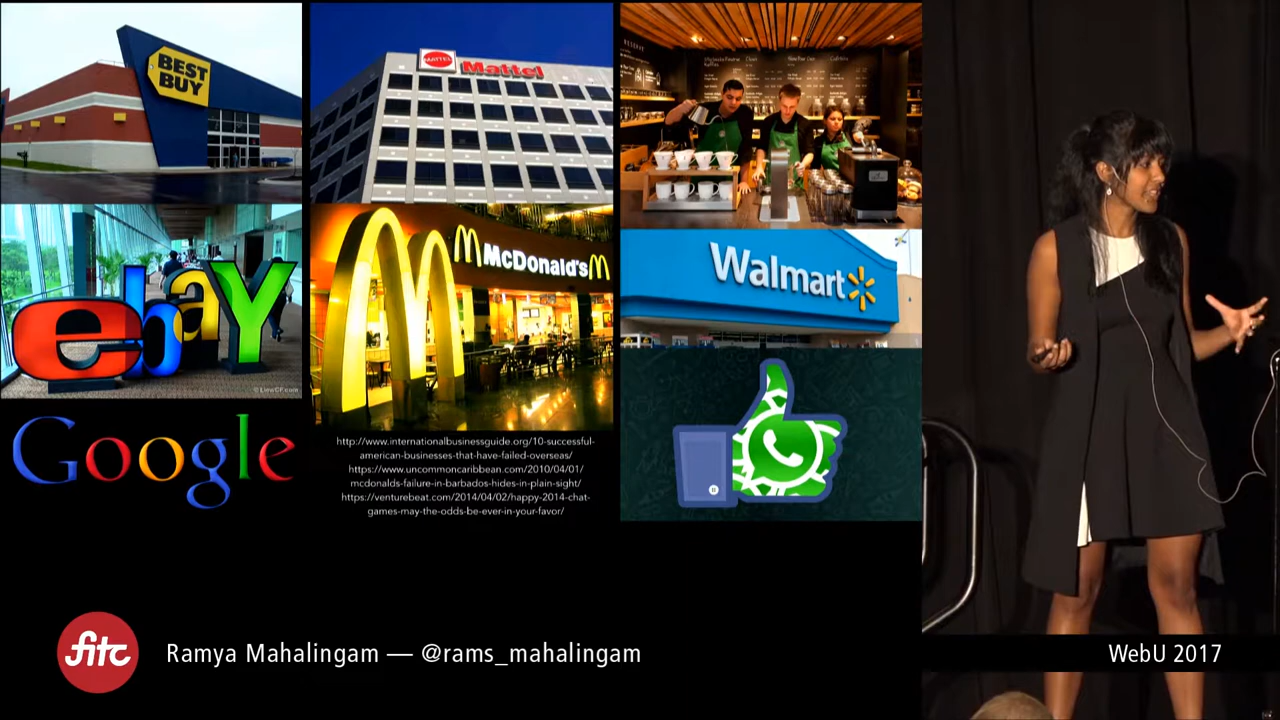 BEST
BUY
MATTEL
Mattel
RESERVE
ebaY
McDonald's
Walmart
Google
http://www.internationalbusinessguide.org/10-successful-
american-businesses-that-have-failed-overseas/
https://www.uncommoncaribbean.com/2010/04/01/
mcdonalds-failure-in-barbados-hides-in-plain-sight/
https://venturebeat.com/2014/04/02/happy-2014-chat-
games-may-the-odds-be-ever-in-your-favor/
fitc
Ramya Mahalingam — @rams_mahalingam
WebU 2017